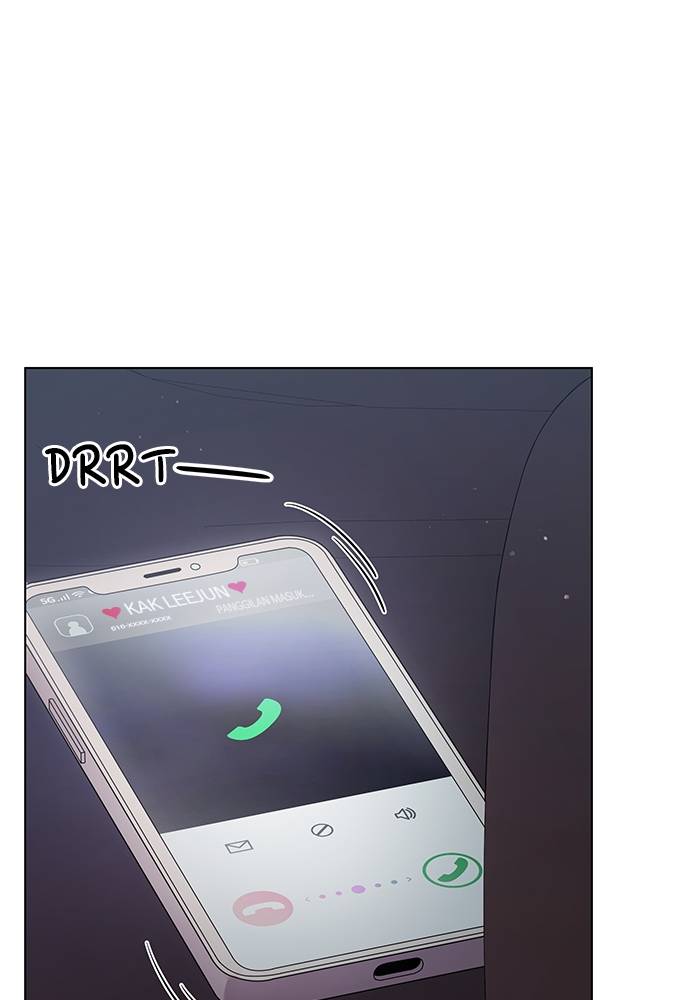 DRRT—
5G
❤KAK LEEJUN❤
010-XXXX-XXXX
PANGGILAN MASUK...